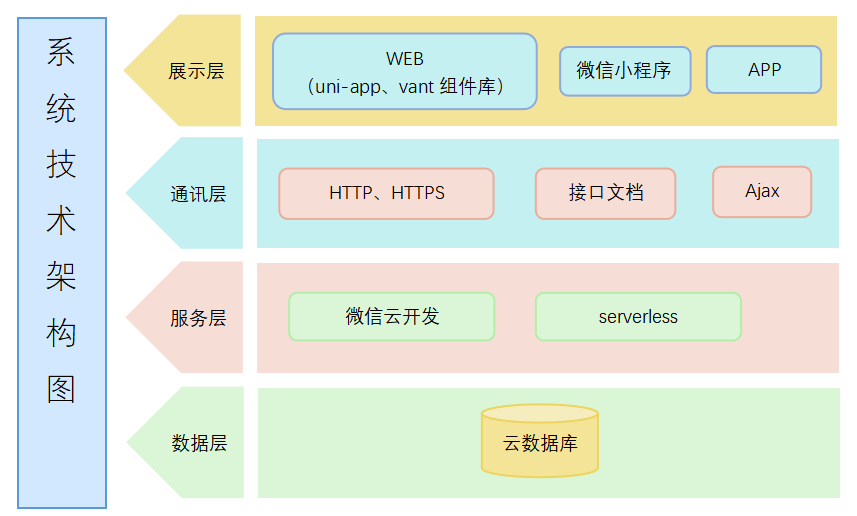 系统技术架构图
展示层
WEB
（uni-app、vant 组件库）
微信小程序
APP
通讯层
HTTP、HTTPS
接口文档
Ajax
服务层
微信云开发
serverless
数据层
云数据库